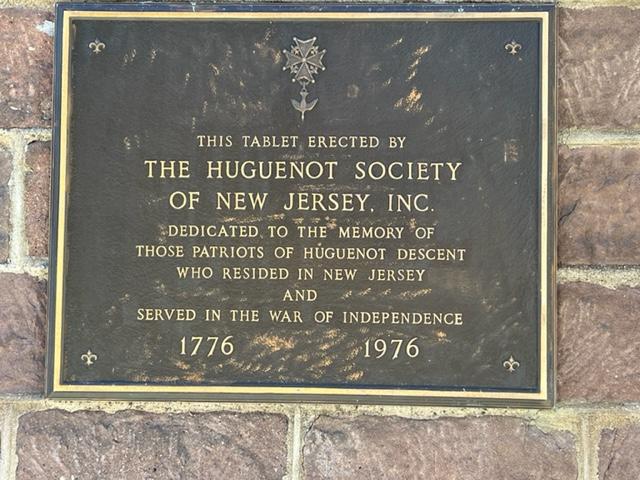 THIS TABLET ERECTED BY
THE HUGUENOT SOCIETY
OF NEW JERSEY, INC.
DEDICATED TO THE MEMORY OF
THOSE PATRIOTS OF HUGUENOT DESCENT
WHO RESIDED IN NEW JERSEY
AND
SERVED IN THE WAR OF INDEPENDENCE
1776 1976